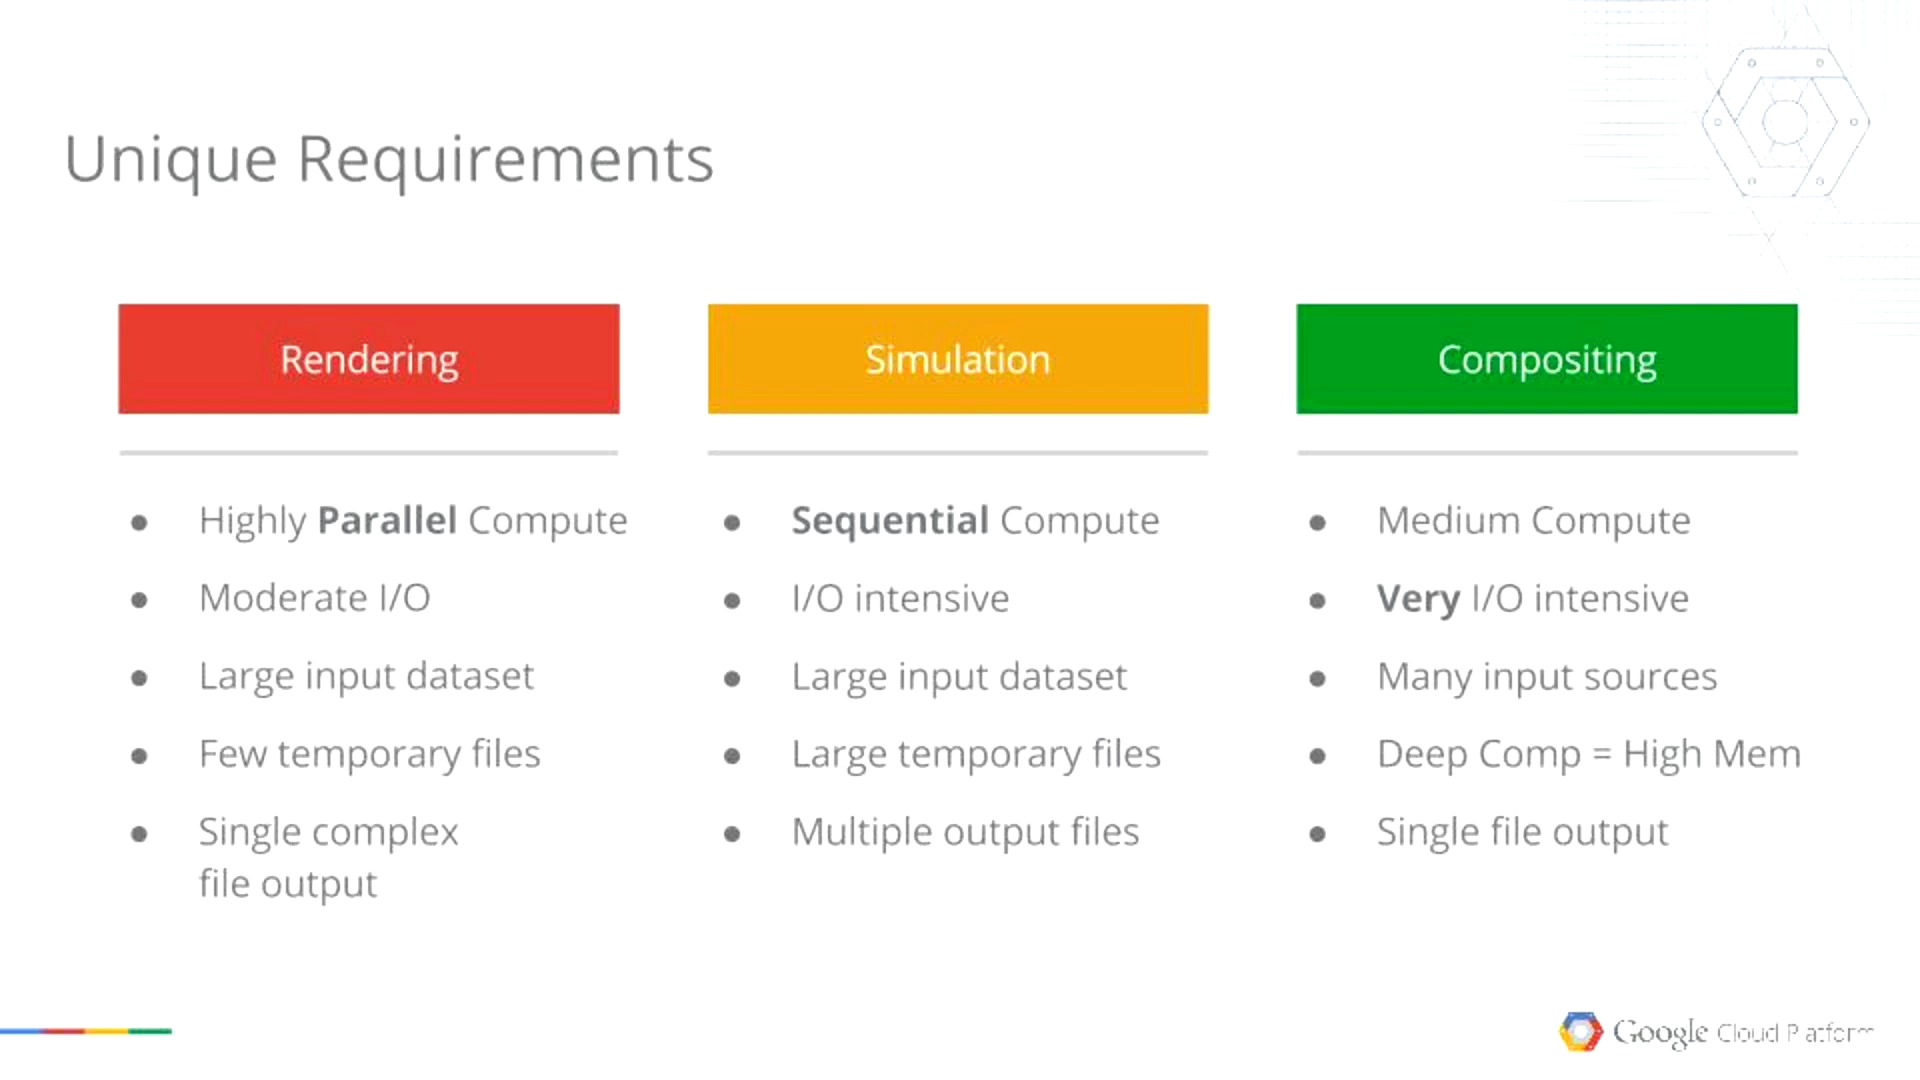 Unique Requirements
Rendering
● Highly Parallel Compute
● Moderate I/O
● Large input dataset
● Few temporary files
● Single complex
file output
Simulation
● Sequential Compute
● I/O intensive
● Large input dataset
● Large temporary files
● Multiple output files
Compositing
● Medium Compute
● Very I/O intensive
● Many input sources
● Deep Comp = High Mem
● Single file output
Google Cloud Platform